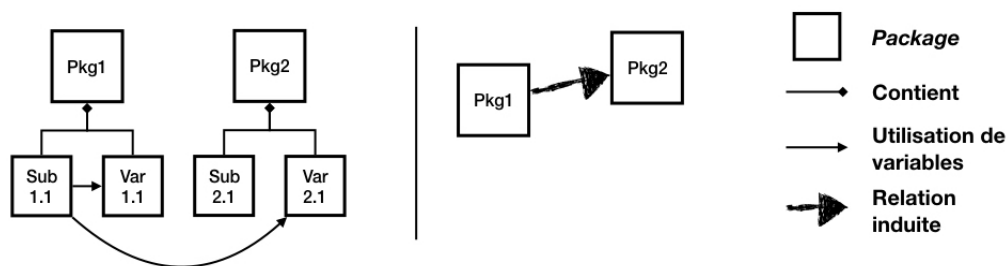 Pkg1
Pkg2
Sub
1.1
Var
1.1
Sub
2.1
Var
2.1
Pkg1
Pkg2
Package
Contient
Utilisation de
variables
Relation
induite